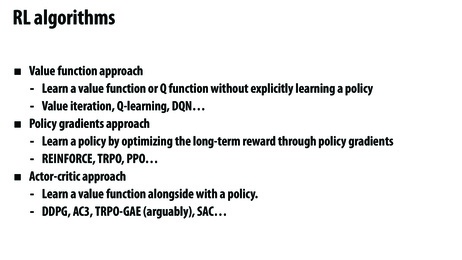 RL algorithms
■ Value function approach
- Learn a value function or Q function without explicitly learning a policy
- Value iteration, Q-learning, DQN…
■ Policy gradients approach
- Learn a policy by optimizing the long-term reward through policy gradients
- REINFORCE, TRPO, PPO…
■ Actor-critic approach
- Learn a value function alongside with a policy.
- DDPG, AC3, TRPO-GAE (arguably), SAC…